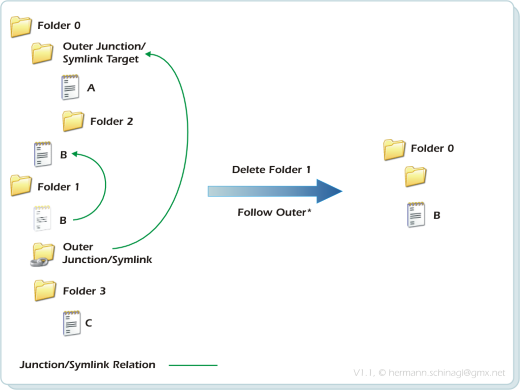 Folder 0
Outer Junction/
Symlink Target
A
Folder 2
B
Folder 1
B
Outer
Junction/Symlink
Folder 3
C
Delete Folder 1
Follow Outer*
Folder 0
B
Junction/Symlink Relation
V1.1, © hermann.schinagl@gmx.net